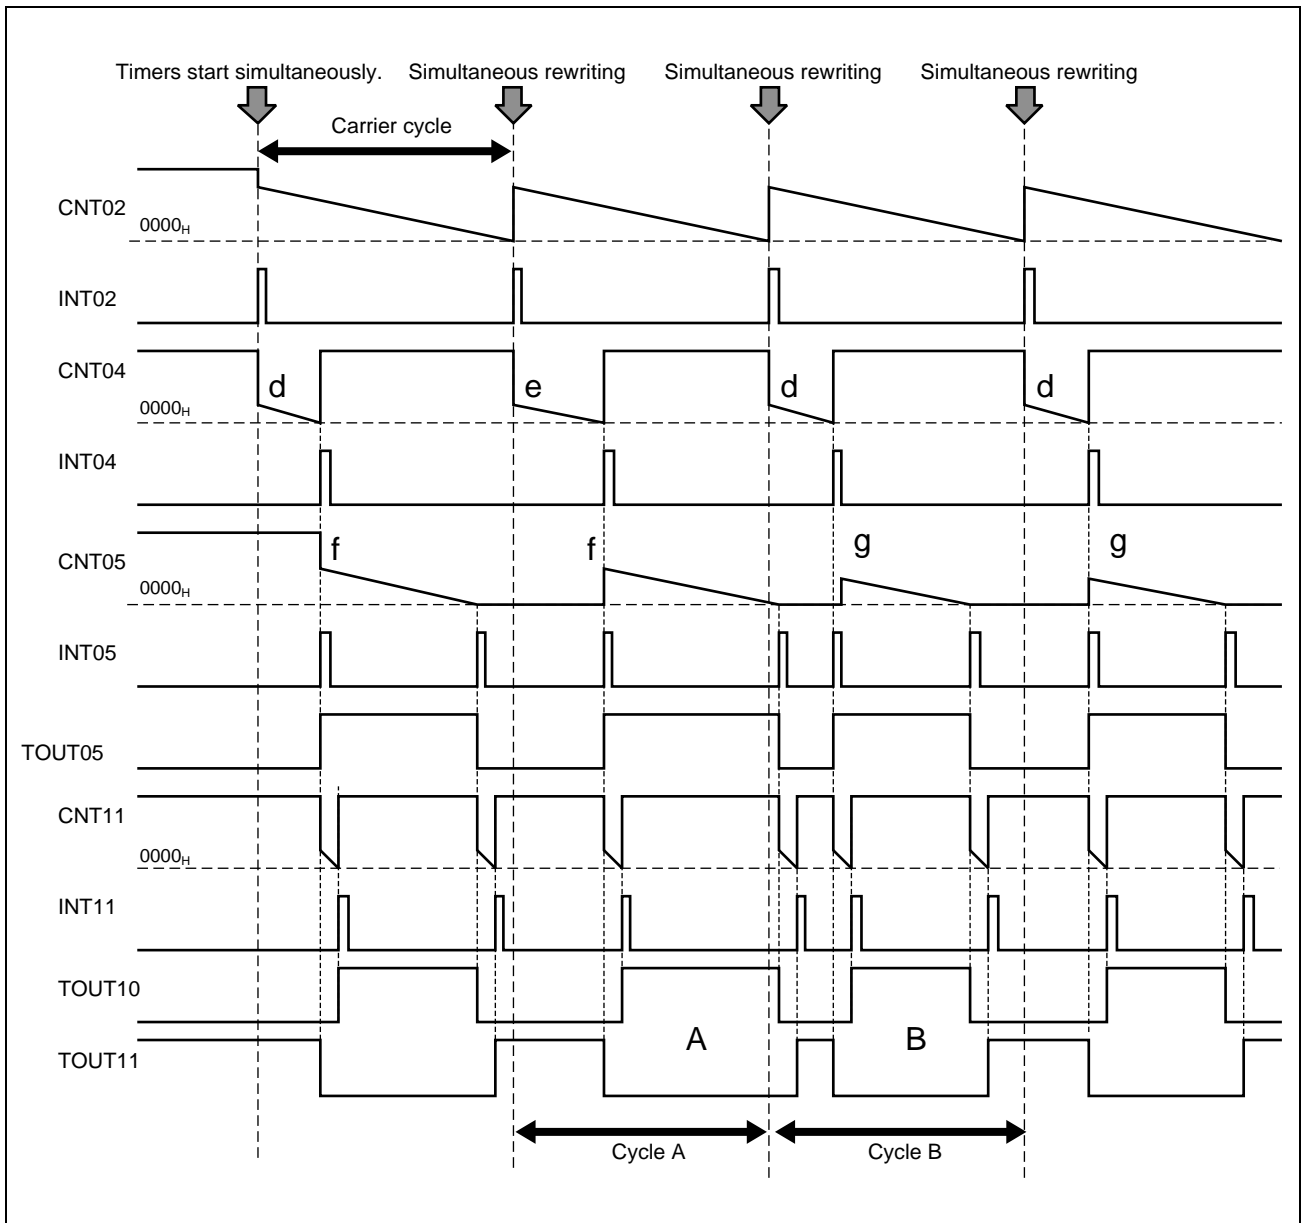 Timers start simultaneously. Simultaneous rewriting Simultaneous rewriting Simultaneous rewriting
Carrier cycle
CNT02
0000H
INT02
CNT04
d e d d
0000H
INT04
CNT05
f f g g
0000H
INT05
TOUT05
CNT11
0000H
INT11
TOUT10
A B
TOUT11
Cycle A Cycle B